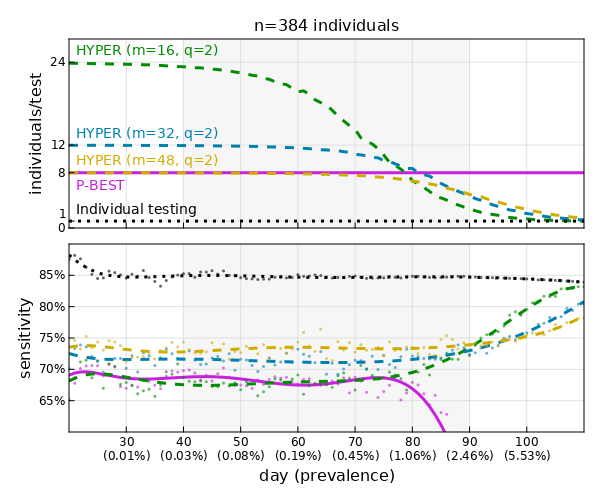 n=384 individuals
individuals/test
24
12
8
1
0
HYPER (m=16, q=2)
HYPER (m=32, q=2)
HYPER (m=48, q=2)
P-BEST
Individual testing
sensitivity
85%
80%
75%
70%
65%
30 40 50 60 70 80 90 100
(0.01%) (0.03%) (0.08%) (0.19%) (0.45%) (1.06%) (2.46%) (5.53%)
day (prevalence)